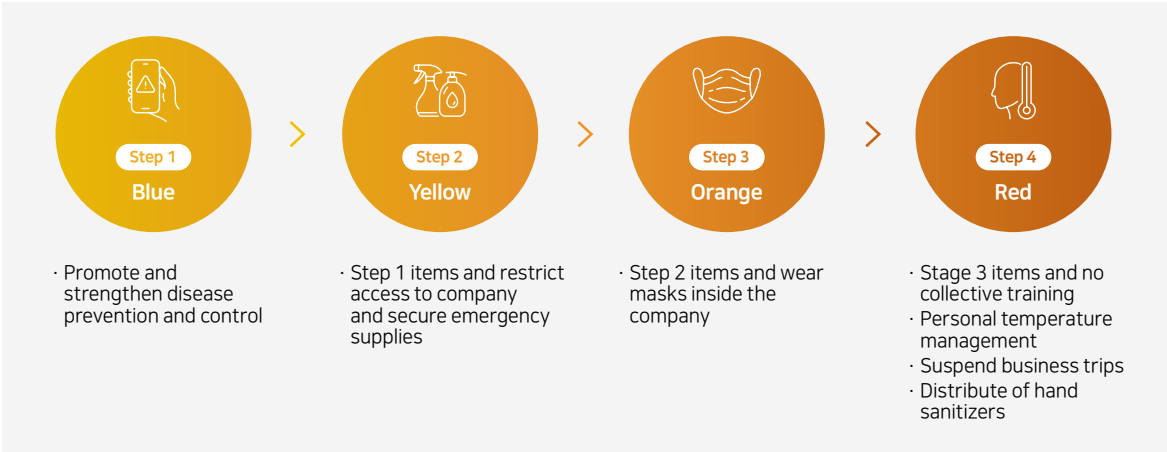 Step 1
Blue
· Promote and
strengthen disease
prevention and control
Step 2
Yellow
· Step 1 items and restrict
access to company
and secure emergency
supplies
Step 3
Orange
· Step 2 items and wear
masks inside the
company
Step 4
Red
· Stage 3 items and no
collective training
· Personal temperature
management
· Suspend business trips
· Distribute of hand
sanitizers